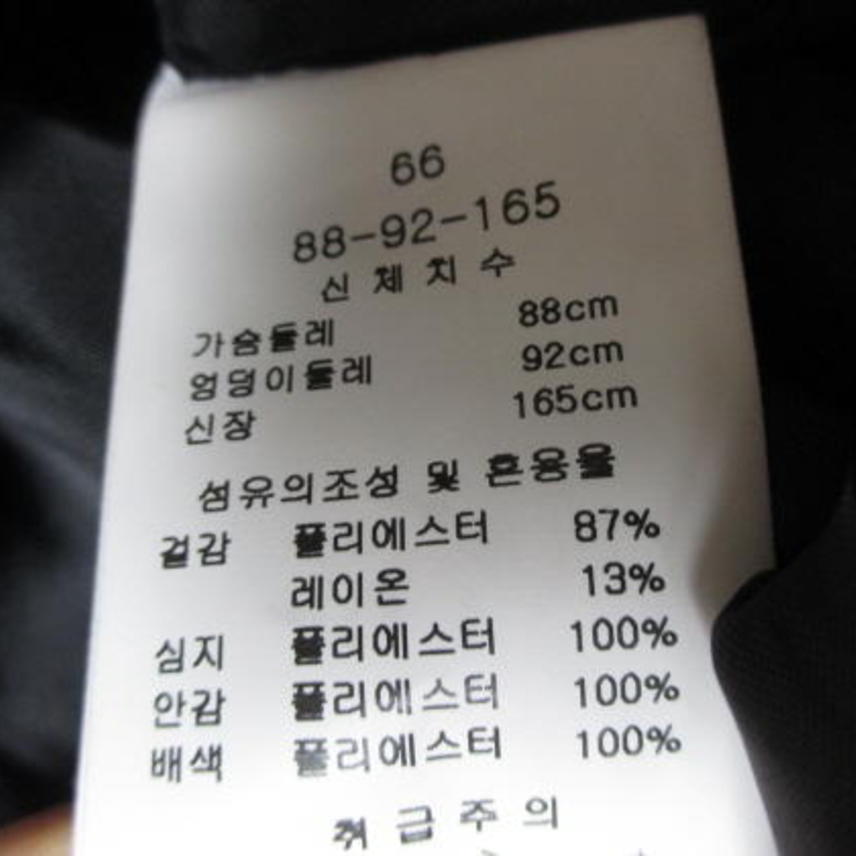 66
88-92-165
신체치수
가슴둘레 88cm
엉덩이둘레 92cm
신장 165cm
섬유의조성 및 혼용율
겉감 폴리에스터 87%
레이온 13%
심지 폴리에스터 100%
안감 폴리에스터 100%
배색 폴리에스터 100%
취급주의